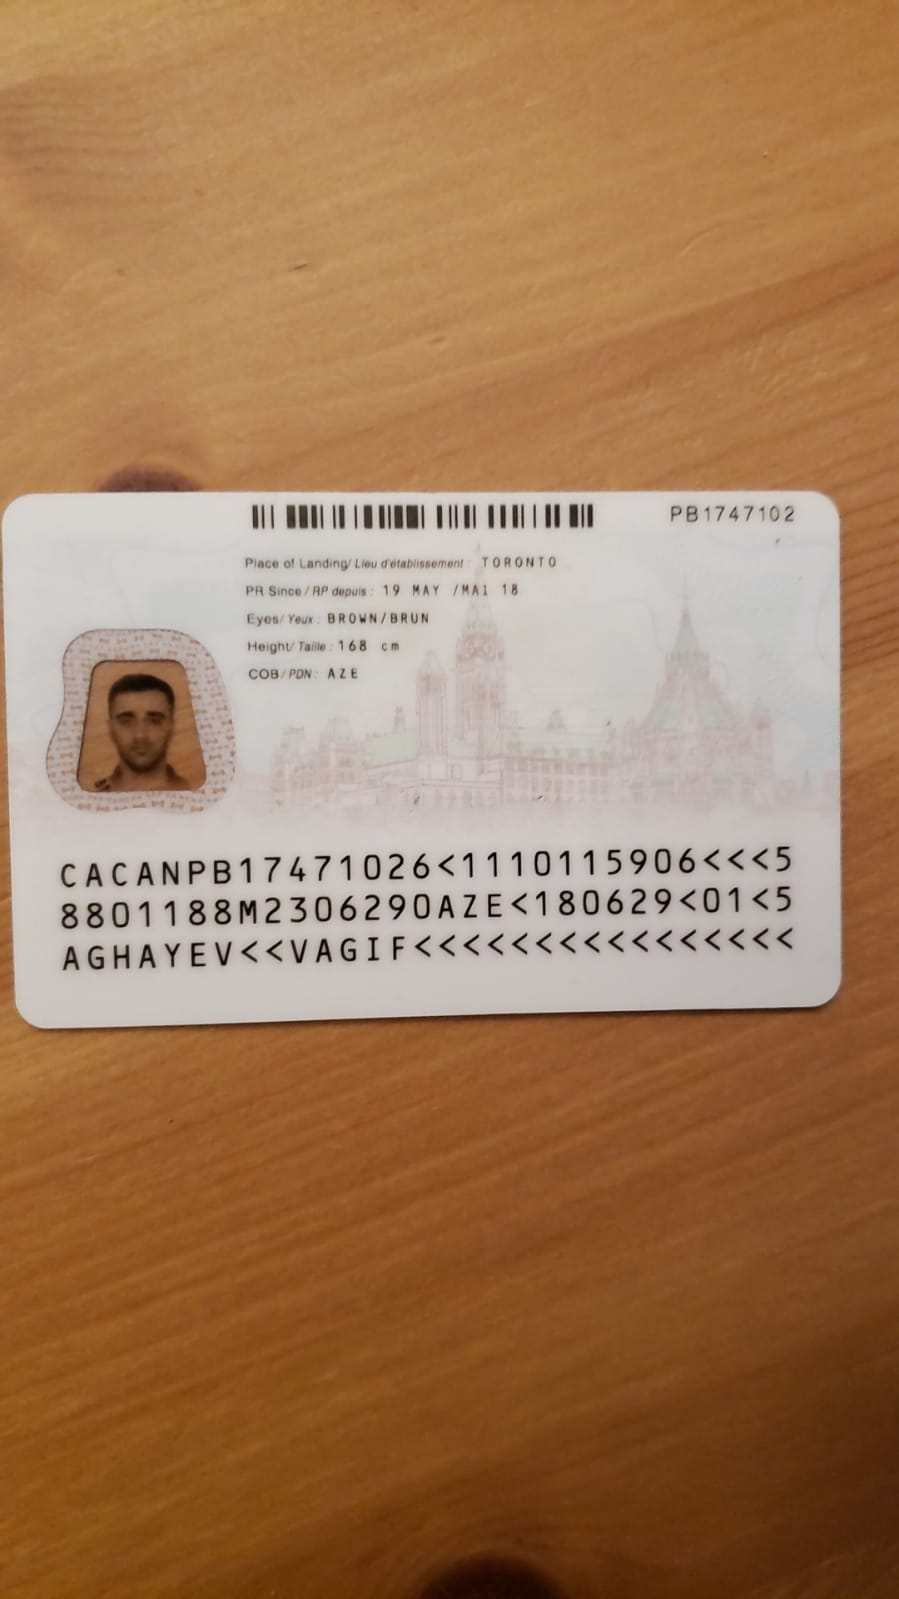 PB1747102
Place of Landing/Lieu d'établissement : TORONTO
PR Since/RP depuis : 19 MAY /MAI 18
Eyes/Yeux : BROWN/BRUN
Height/Taille : 168 cm
COB/PDN : AZE
CACANPB17471026<1110115906<<<5
8801188M2306290AZE<180629<01<5
AGHAYEV<<VAGIF<<<<<<<<<<<<<<<<